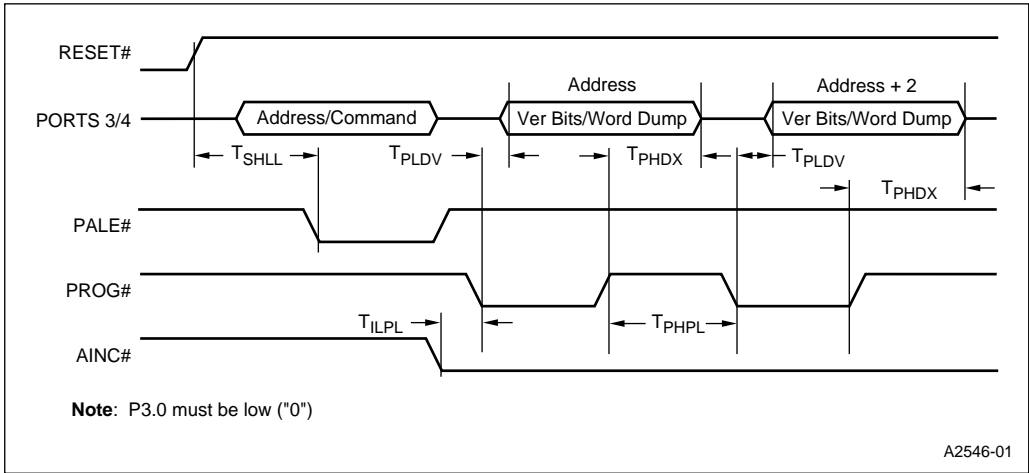 RESET#
Address
Address + 2
PORTS 3/4
Address/Command
Ver Bits/Word Dump
Ver Bits/Word Dump
TSHLL
TPLDV
TPHDX
TPLDV
TPHDX
PALE#
PROG#
TILPL
TPHPL
AINC#
Note: P3.0 must be low ("0")
A2546-01